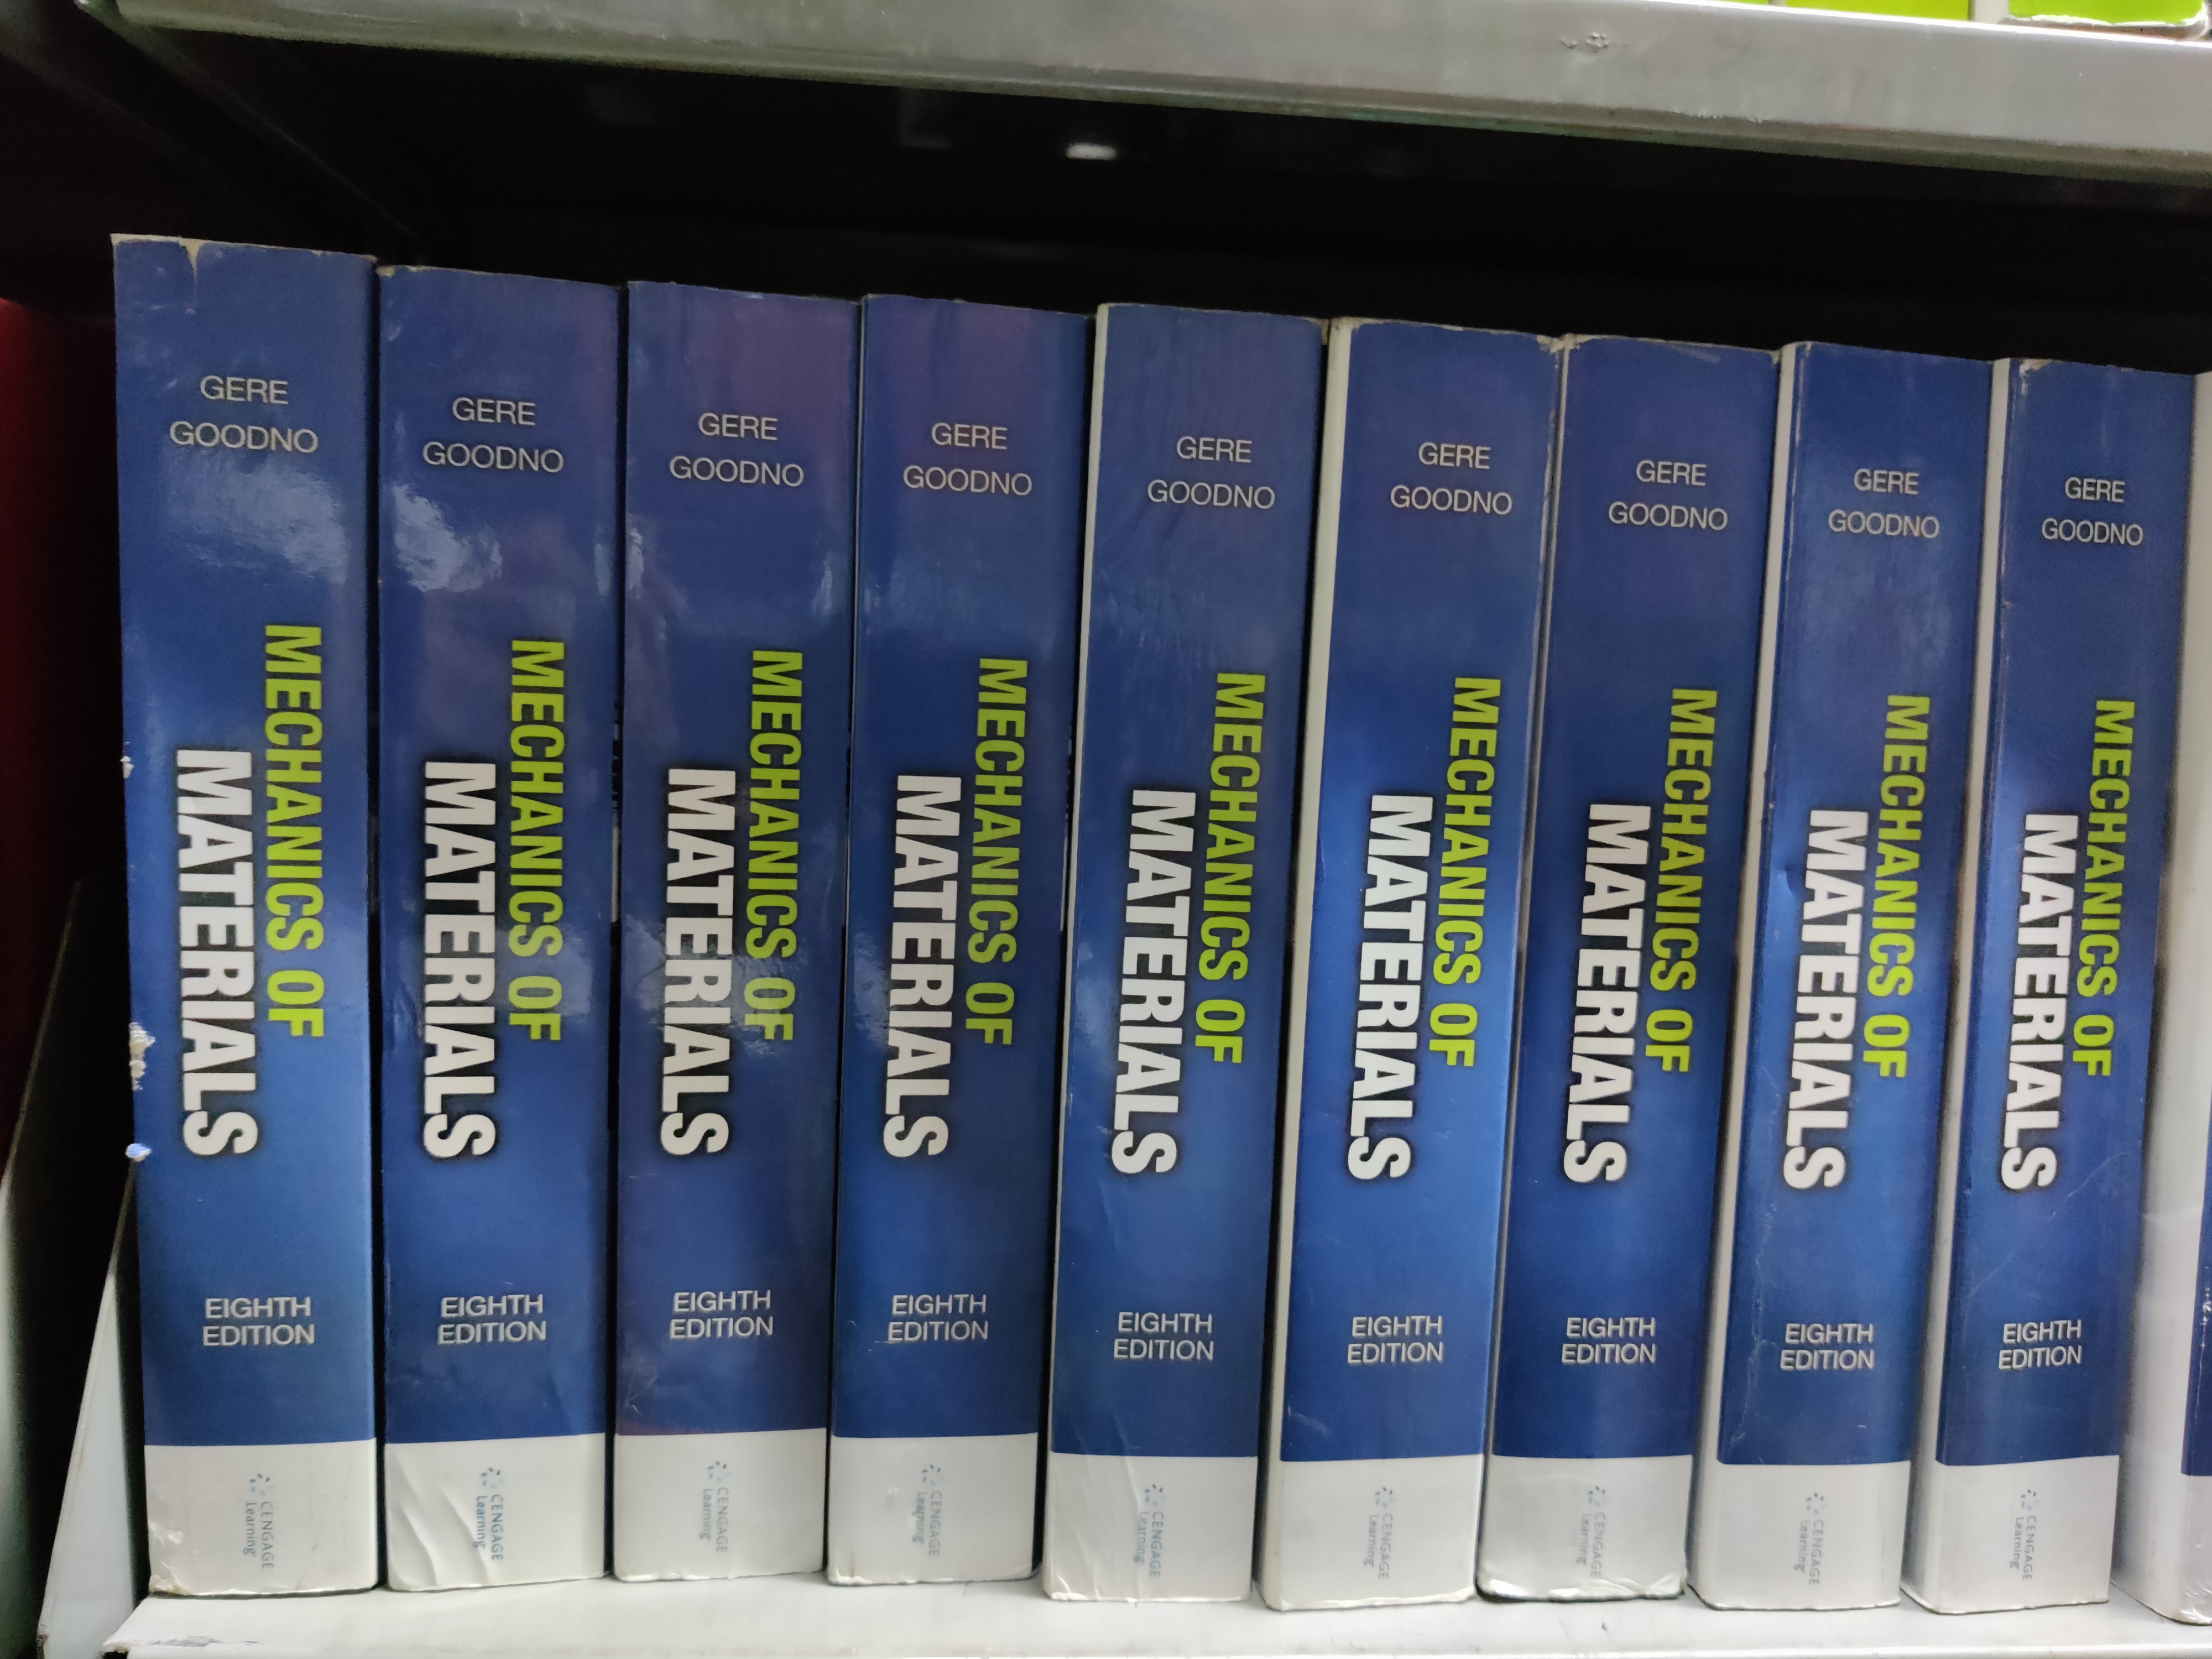 GERE
GOODNO
MECHANICS OF
MATERIALS
EIGHTH
EDITION
CENGAGE
Learning
GERE
GOODNO
MECHANICS OF
MATERIALS
EIGHTH
EDITION
CENGAGE
Learning
GERE
GOODNO
MECHANICS OF
MATERIALS
EIGHTH
EDITION
CENGAGE
Learning
GERE
GOODNO
MECHANICS OF
MATERIALS
EIGHTH
EDITION
CENGAGE
Learning
GERE
GOODNO
MECHANICS OF
MATERIALS
EIGHTH
EDITION
CENGAGE
Learning
GERE
GOODNO
MECHANICS OF
MATERIALS
EIGHTH
EDITION
CENGAGE
Learning
GERE
GOODNO
MECHANICS OF
MATERIALS
EIGHTH
EDITION
CENGAGE
Learning
GERE
GOODNO
MECHANICS OF
MATERIALS
EIGHTH
EDITION
CENGAGE
Learning
GERE
GOODNO
MECHANICS OF
MATERIALS
EIGHTH
EDITION
CENGAGE
Learning